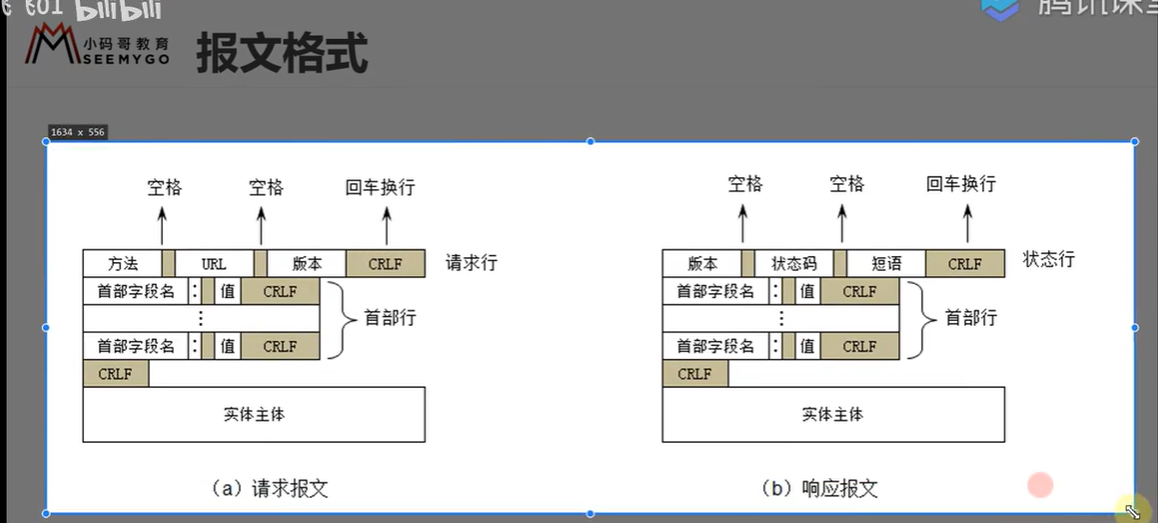 bilibili
腾讯课堂
小码哥教育
SEEMYGO
报文格式
1634 x 556
空格 空格 回车换行
方法 URL 版本 CRLF 请求行
首部字段名 : 值 CRLF
⋮ 首部行
首部字段名 : 值 CRLF
CRLF
实体主体
(a) 请求报文
空格 空格 回车换行
版本 状态码 短语 CRLF 状态行
首部字段名 : 值 CRLF
⋮ 首部行
首部字段名 : 值 CRLF
CRLF
实体主体
(b) 响应报文